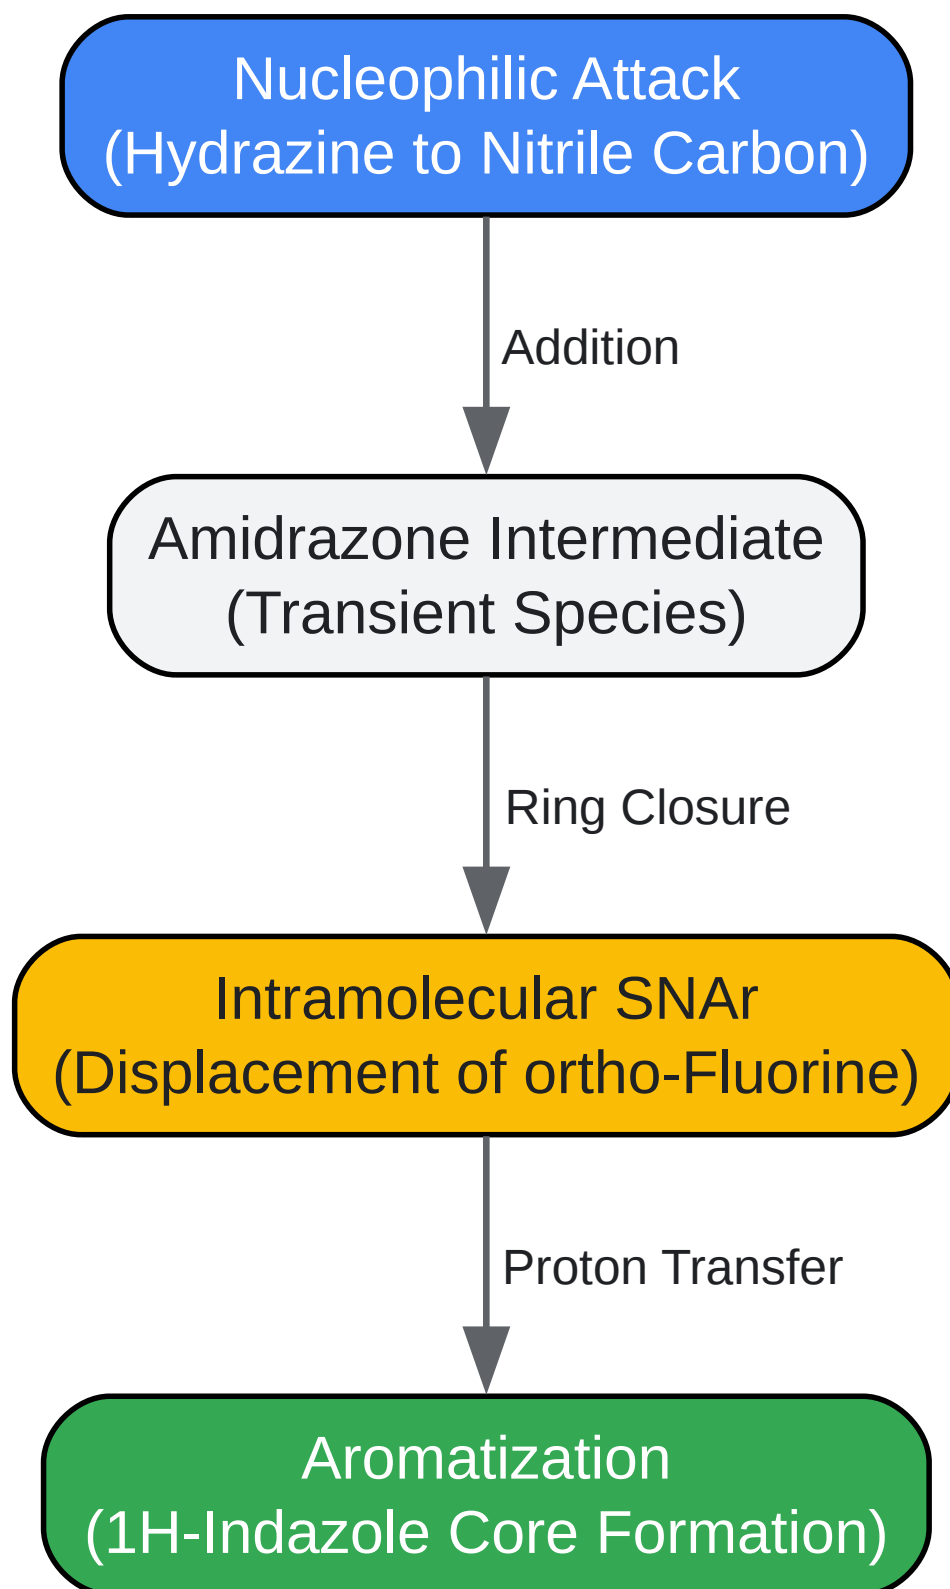 Nucleophilic Attack
(Hydrazine to Nitrile Carbon)
Addition
Amidrazone Intermediate
(Transient Species)
Ring Closure
Intramolecular SNAr
(Displacement of ortho-Fluorine)
Proton Transfer
Aromatization
(1H-Indazole Core Formation)